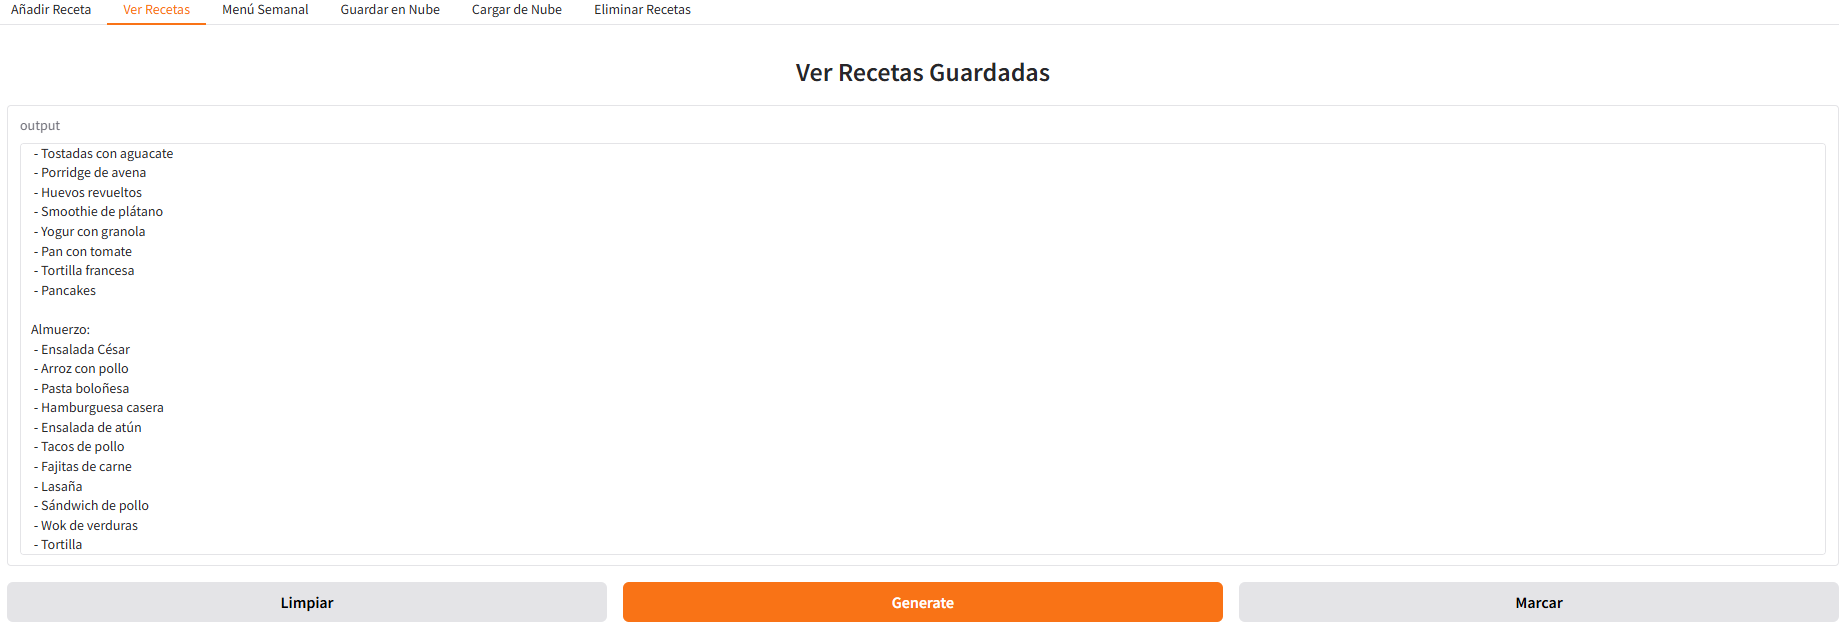 Añadir Receta
Ver Recetas
Menú Semanal
Guardar en Nube
Cargar de Nube
Eliminar Recetas
Ver Recetas Guardadas
output
- Tostadas con aguacate
- Porridge de avena
- Huevos revueltos
- Smoothie de plátano
- Yogur con granola
- Pan con tomate
- Tortilla francesa
- Pancakes
Almuerzo:
- Ensalada César
- Arroz con pollo
- Pasta boloñesa
- Hamburguesa casera
- Ensalada de atún
- Tacos de pollo
- Fajitas de carne
- Lasaña
- Sándwich de pollo
- Wok de verduras
- Tortilla
Limpiar
Generate
Marcar